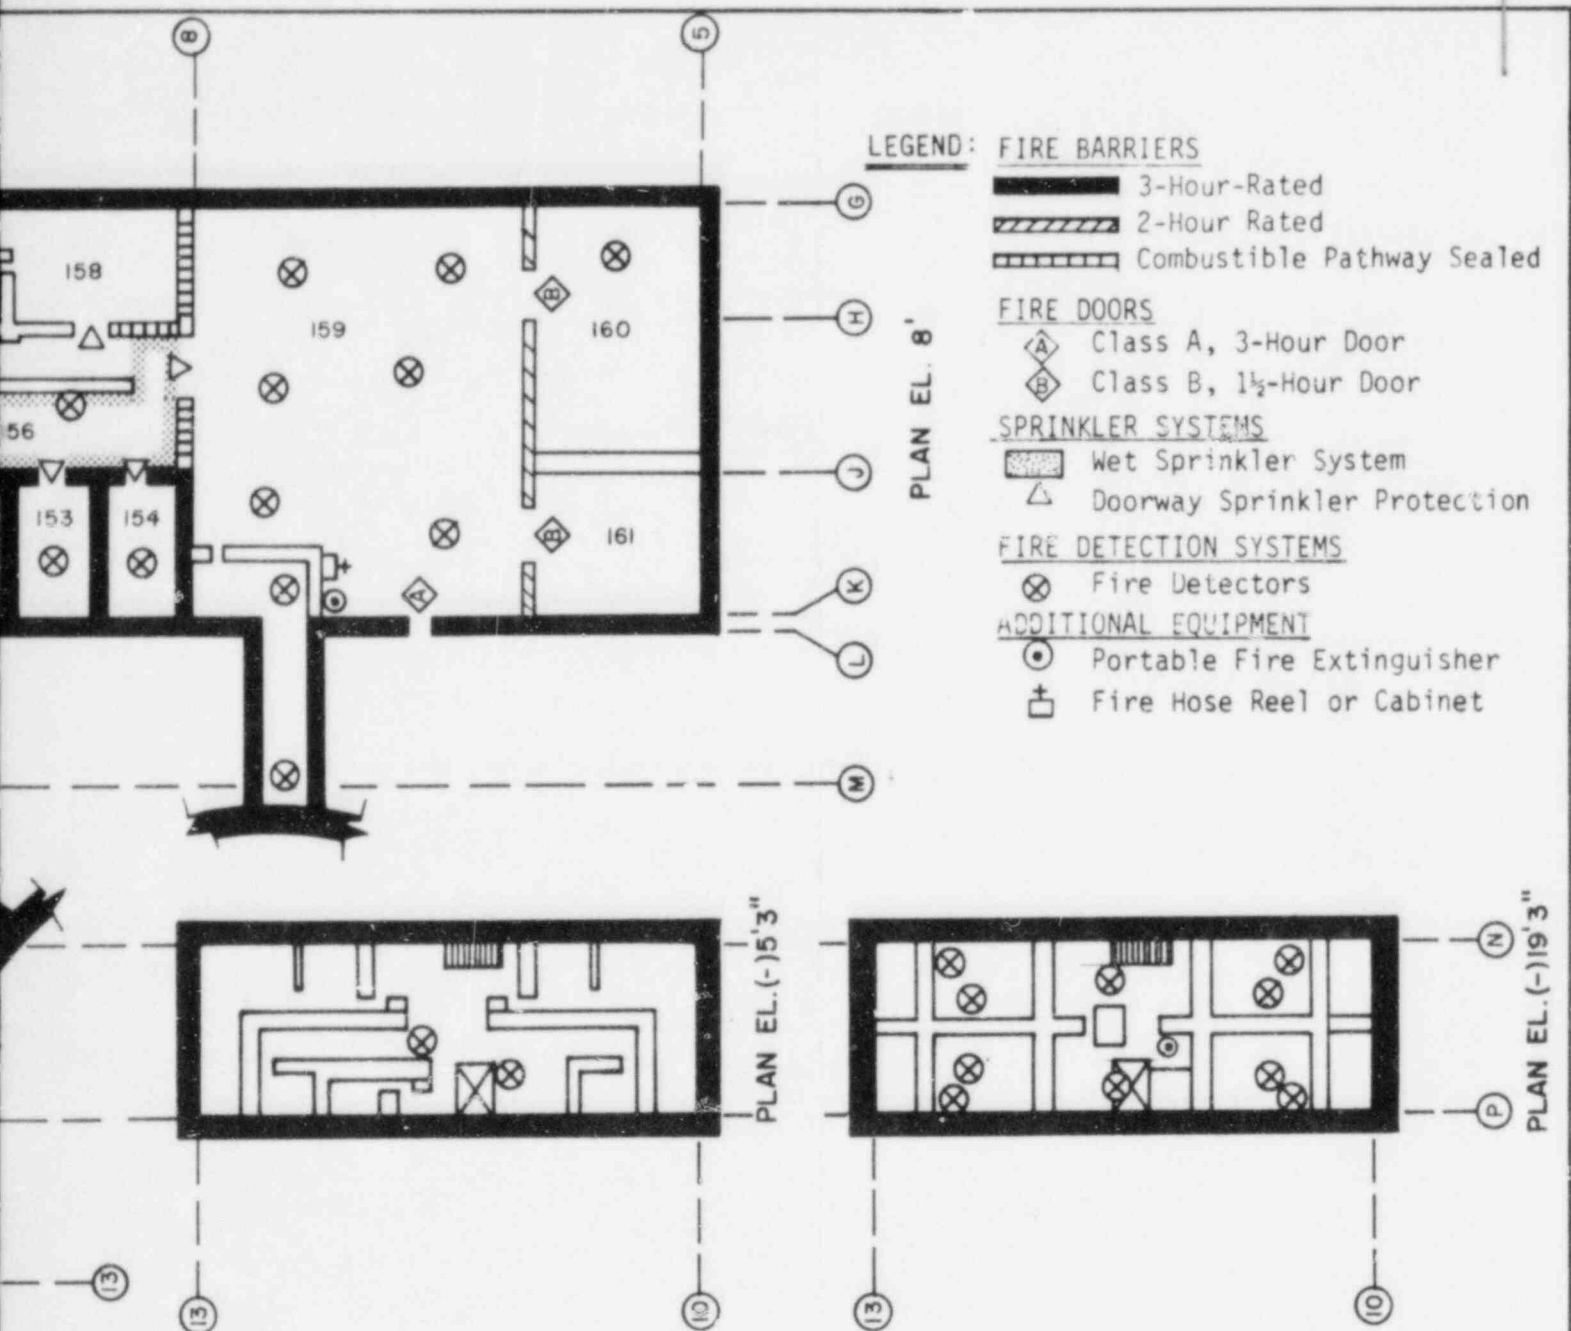 8
5
LEGEND: FIRE BARRIERS
3-Hour-Rated
2-Hour Rated
Combustible Pathway Sealed
FIRE DOORS
A Class A, 3-Hour Door
B Class B, 1½-Hour Door
SPRINKLER SYSTEMS
Wet Sprinkler System
Doorway Sprinkler Protection
FIRE DETECTION SYSTEMS
Fire Detectors
ADDITIONAL EQUIPMENT
Portable Fire Extinguisher
Fire Hose Reel or Cabinet
G
H
J
K
L
M
PLAN EL. 8'
158
159
160
B
56
153
154
B
161
A
PLAN EL.(-)5'3"
N
P
PLAN EL.(-)19'3"
13
13
10
13
10